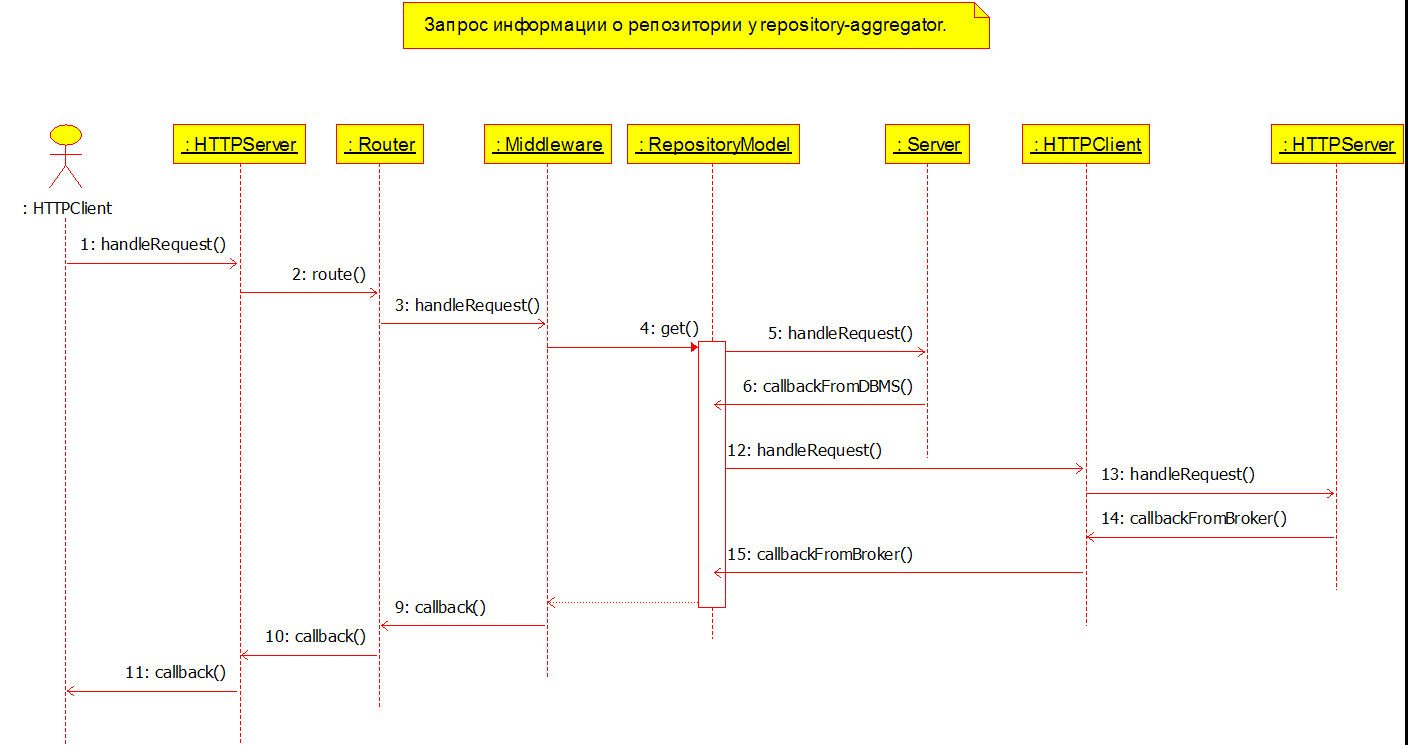 Запрос информации о репозитории у repository-aggregator.
: HTTPServer
: Router
: Middleware
: RepositoryModel
: Server
: HTTPClient
: HTTPServer
: HTTPClient
1: handleRequest()
2: route()
3: handleRequest()
4: get()
5: handleRequest()
6: callbackFromDBMS()
12: handleRequest()
13: handleRequest()
14: callbackFromBroker()
15: callbackFromBroker()
9: callback()
10: callback()
11: callback()